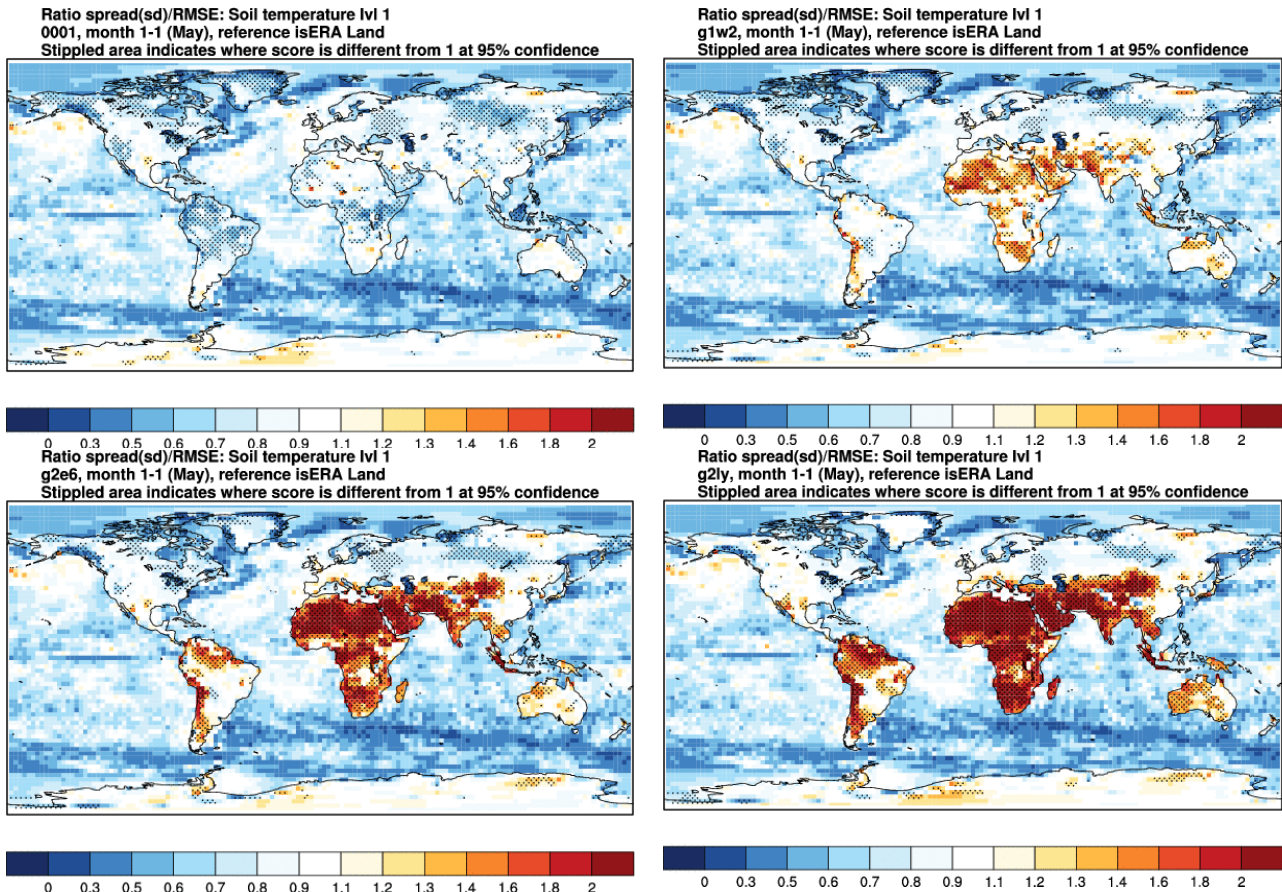 Ratio spread(sd)/RMSE: Soil temperature lvl 1
0001, month 1-1 (May), reference isERA Land
Stippled area indicates where score is different from 1 at 95% confidence
Ratio spread(sd)/RMSE: Soil temperature lvl 1
g1w2, month 1-1 (May), reference isERA Land
Stippled area indicates where score is different from 1 at 95% confidence
0 0.3 0.5 0.6 0.7 0.8 0.9 1.1 1.2 1.3 1.4 1.6 1.8 2
0 0.3 0.5 0.6 0.7 0.8 0.9 1.1 1.2 1.3 1.4 1.6 1.8 2
Ratio spread(sd)/RMSE: Soil temperature lvl 1
g2e6, month 1-1 (May), reference isERA Land
Stippled area indicates where score is different from 1 at 95% confidence
Ratio spread(sd)/RMSE: Soil temperature lvl 1
g2ly, month 1-1 (May), reference isERA Land
Stippled area indicates where score is different from 1 at 95% confidence
0 0.3 0.5 0.6 0.7 0.8 0.9 1.1 1.2 1.3 1.4 1.6 1.8 2
0 0.3 0.5 0.6 0.7 0.8 0.9 1.1 1.2 1.3 1.4 1.6 1.8 2